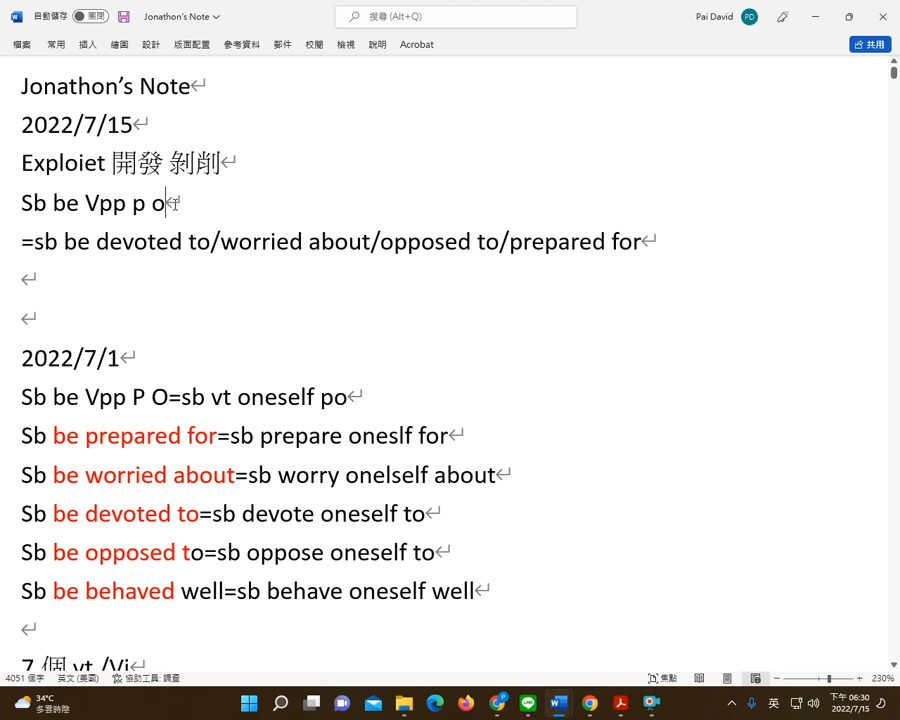 自動儲存 關閉 Jonathon's Note 搜尋 (Alt+Q) Pai David PD
檔案 常用 插入 繪圖 設計 版面配置 參考資料 郵件 校閱 檢視 說明 Acrobat 共用
Jonathon's Note
2022/7/15
Exploiet 開發 剝削
Sb be Vpp p o
=sb be devoted to/worried about/opposed to/prepared for
2022/7/1
Sb be Vpp P O=sb vt oneself po
Sb be prepared for=sb prepare oneslf for
Sb be worried about=sb worry onelself about
Sb be devoted to=sb devote oneself to
Sb be opposed to=sb oppose oneself to
Sb be behaved well=sb behave oneself well
7 個 vt /Vi
4051 個字 英文 (美國) 協助工具: 調查 焦點 230%
34°C
多雲時陰
英
下午 06:30
2022/7/15